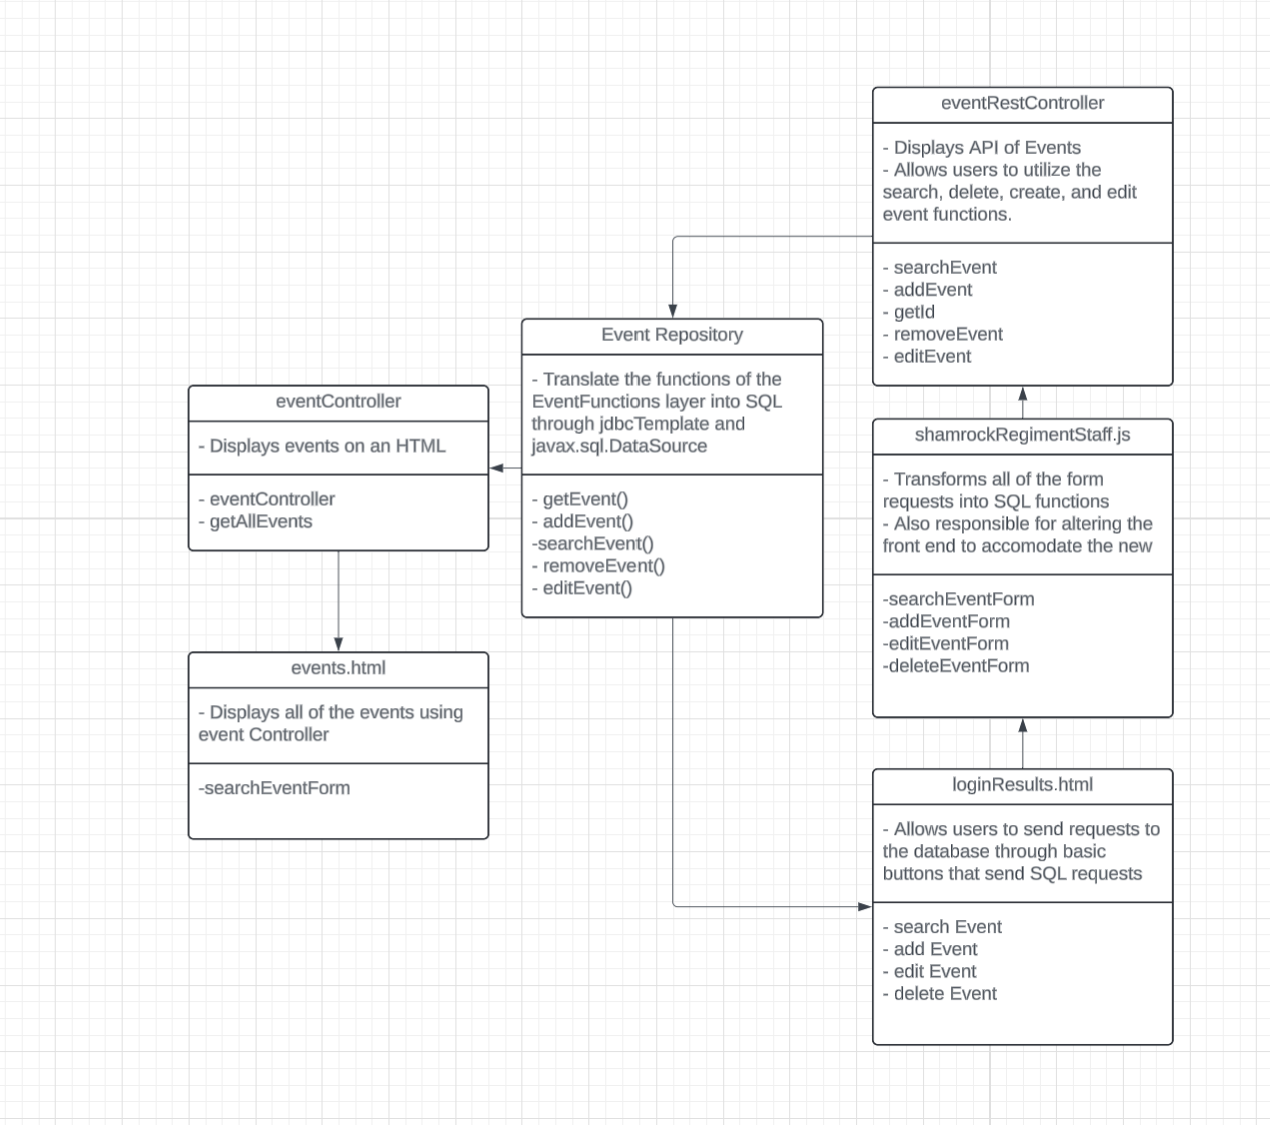 eventRestController
- Displays API of Events
- Allows users to utilize the
search, delete, create, and edit
event functions.
- searchEvent
- addEvent
- getId
- removeEvent
- editEvent
Event Repository
- Translate the functions of the
EventFunctions layer into SQL
through jdbcTemplate and
javax.sql.DataSource
- getEvent()
- addEvent()
-searchEvent()
- removeEvent()
- editEvent()
eventController
- Displays events on an HTML
- eventController
- getAllEvents
events.html
- Displays all of the events using
event Controller
-searchEventForm
shamrockRegimentStaff.js
- Transforms all of the form
requests into SQL functions
- Also responsible for altering the
front end to accomodate the new
-searchEventForm
-addEventForm
-editEventForm
-deleteEventForm
loginResults.html
- Allows users to send requests to
the database through basic
buttons that send SQL requests
- search Event
- add Event
- edit Event
- delete Event